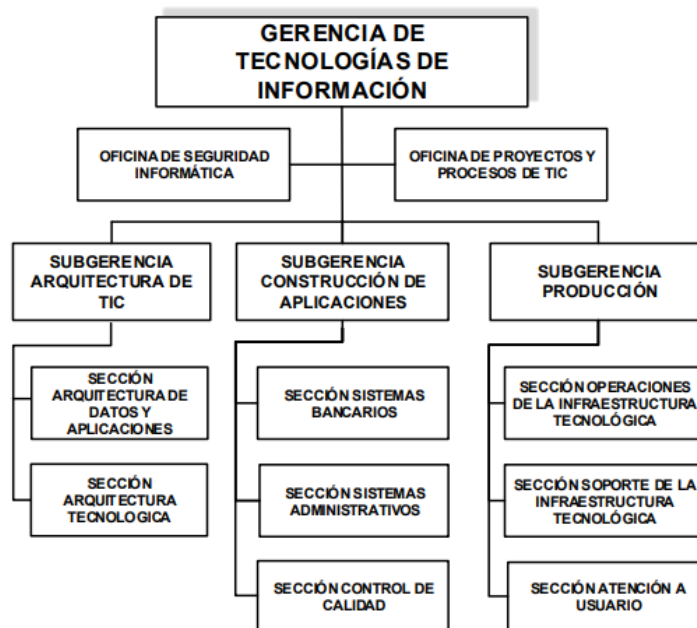 GERENCIA DE
TECNOLOGÍAS DE
INFORMACIÓN
OFICINA DE SEGURIDAD
INFORMÁTICA
OFICINA DE PROYECTOS Y
PROCESOS DE TIC
SUBGERENCIA
ARQUITECTURA DE
TIC
SUBGERENCIA
CONSTRUCCIÓN DE
APLICACIONES
SUBGERENCIA
PRODUCCIÓN
SECCIÓN
ARQUITECTURA DE
DATOS Y
APLICACIONES
SECCIÓN SISTEMAS
BANCARIOS
SECCIÓN OPERACIONES
DE LA INFRAESTRUCTURA
TECNOLÓGICA
SECCIÓN
ARQUITECTURA
TECNOLOGICA
SECCIÓN SISTEMAS
ADMINISTRATIVOS
SECCIÓN SOPORTE DE LA
INFRAESTRUCTURA
TECNOLÓGICA
SECCIÓN CONTROL DE
CALIDAD
SECCIÓN ATENCIÓN A
USUARIO